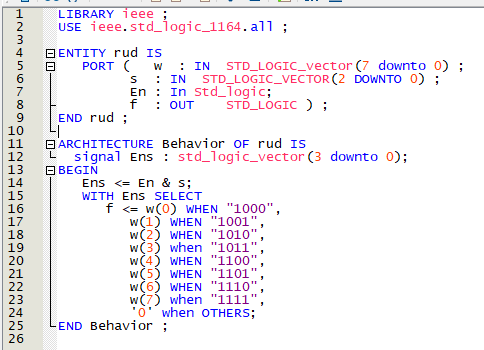 1 LIBRARY ieee ;
2 USE ieee.std_logic_1164.all ;
3
4 ENTITY rud IS
5 PORT ( w : IN STD_LOGIC_vector(7 downto 0) ;
6 s : IN STD_LOGIC_VECTOR(2 DOWNTO 0) ;
7 En : In Std_logic;
8 f : OUT STD_LOGIC ) ;
9 END rud ;
10
11 ARCHITECTURE Behavior OF rud IS
12 signal Ens : std_logic_vector(3 downto 0);
13 BEGIN
14 Ens <= En & s;
15 WITH Ens SELECT
16 f <= w(0) WHEN "1000",
17 w(1) WHEN "1001",
18 w(2) WHEN "1010",
19 w(3) when "1011",
20 w(4) WHEN "1100",
21 w(5) WHEN "1101",
22 w(6) WHEN "1110",
23 w(7) when "1111",
24 '0' when OTHERS;
25 END Behavior ;
26